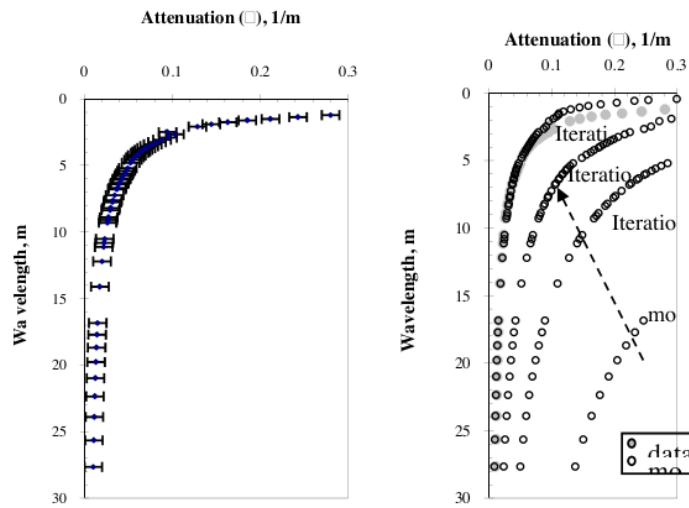 Attenuation (□), 1/m
0 0.1 0.2 0.3
0
5
10
15
20
25
30
Wa velength, m
Attenuation (□), 1/m
0 0.1 0.2 0.3
0
5
10
15
20
25
30
Wavelength, m
Iterati
Iteratio
Iteratio
mo
data
mo